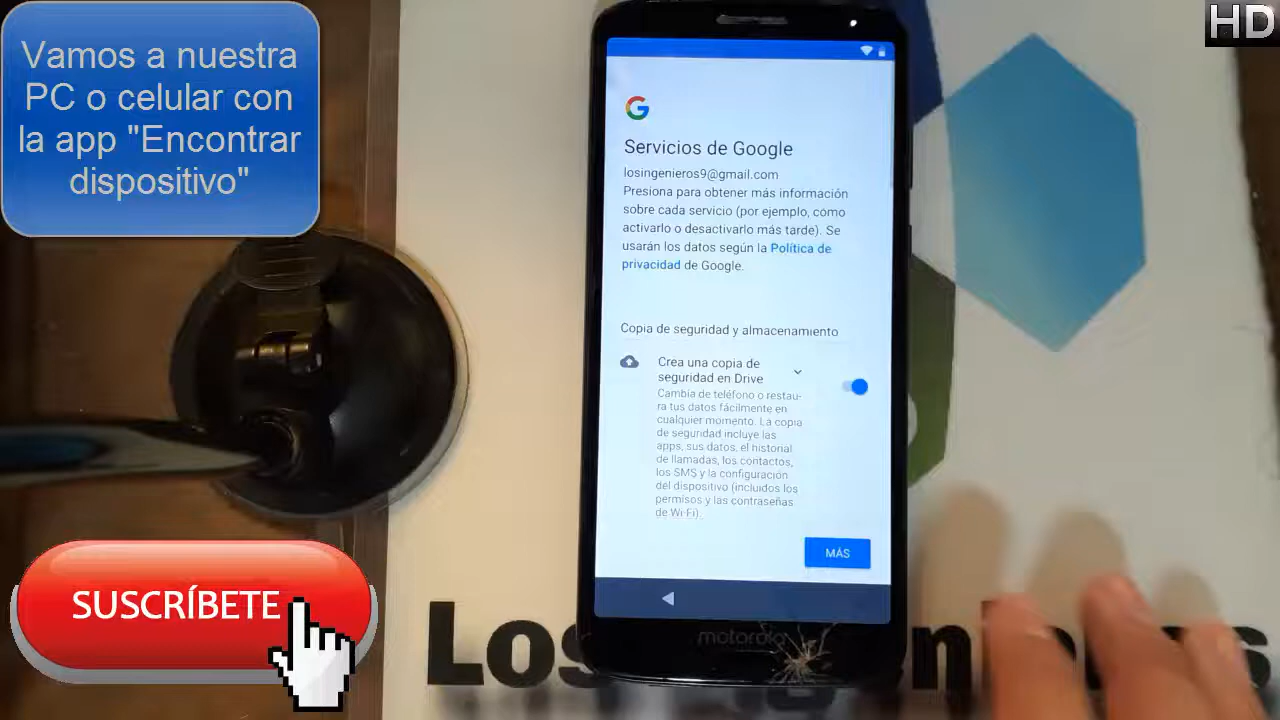 Vamos a nuestra
PC o celular con
la app "Encontrar
dispositivo"
HD
Servicios de Google
losingenieros9@gmail.com
Presiona para obtener más información
sobre cada servicio (por ejemplo, cómo
activarlo o desactivarlo más tarde). Se
usarán los datos según la Política de
privacidad de Google.
Copia de seguridad y almacenamiento
Crea una copia de
seguridad en Drive
Cambia de teléfono o restau-
ra tus datos fácilmente en
cualquier momento. La copia
de seguridad incluye las
apps, sus datos, el historial
de llamadas, los contactos,
los SMS y la configuración
del dispositivo (incluidos los
permisos y las contraseñas
de Wi-Fi).
MÁS
motorola
SUSCRÍBETE
Los